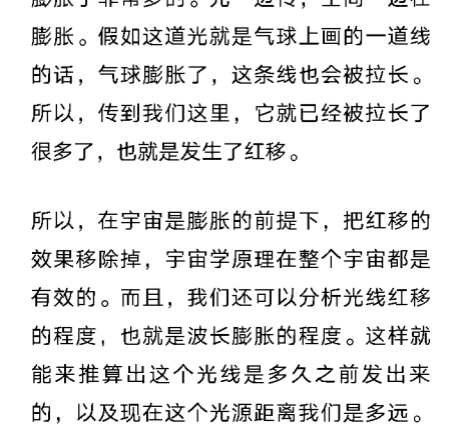 膨胀。假如这道光就是气球上画的一道线
的话，气球膨胀了，这条线也会被拉长。
所以，传到我们这里，它就已经被拉长了
很多了，也就是发生了红移。
所以，在宇宙是膨胀的前提下，把红移的
效果移除掉，宇宙学原理在整个宇宙都是
有效的。而且，我们还可以分析光线红移
的程度，也就是波长膨胀的程度。这样就
能来推算出这个光线是多久之前发出来
的，以及现在这个光源距离我们是多远。